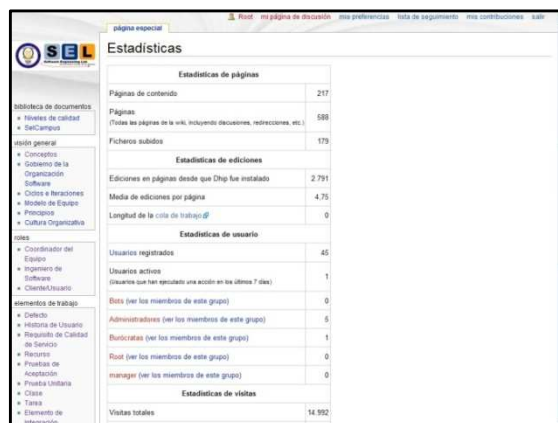 Root mi página de discusión mis preferencias lista de seguimiento mis contribuciones salir
página especial
SEL
Software Engineering Lab
Estadísticas
Estadísticas de páginas
Páginas de contenido 217
Páginas 588
(Todas las páginas de la wiki, incluyendo discusiones, redirecciones, etc.)
Ficheros subidos 179
Estadísticas de ediciones
Ediciones en páginas desde que Dhp fue instalado 2.791
Media de ediciones por página 4,75
Longitud de la cola de trabajo 0
Estadísticas de usuario
Usuarios registrados 45
Usuarios activos 1
(Usuarios que han ejecutado una acción en los últimos 7 días)
Bots (ver los miembros de este grupo) 0
Administradores (ver los miembros de este grupo) 5
Burócratas (ver los miembros de este grupo) 1
Root (ver los miembros de este grupo) 0
manager (ver los miembros de este grupo) 0
Estadísticas de visitas
Visitas totales 14.992
biblioteca de documentos
Niveles de calidad
SelCampus
visión general
Conceptos
Gobierno de la
Organización
Software
Ciclos e Iteraciones
Modelo de Equipo
Principios
Cultura Organizativa
roles
Coordinador del
Equipo
Ingeniero de
Software
Cliente/Usuario
elementos de trabajo
Defecto
Historia de Usuario
Requisito de Calidad
de Servicio
Recurso
Pruebas de
Aceptación
Prueba Unitaria
Clase
Tarea
Elemento de
Integración